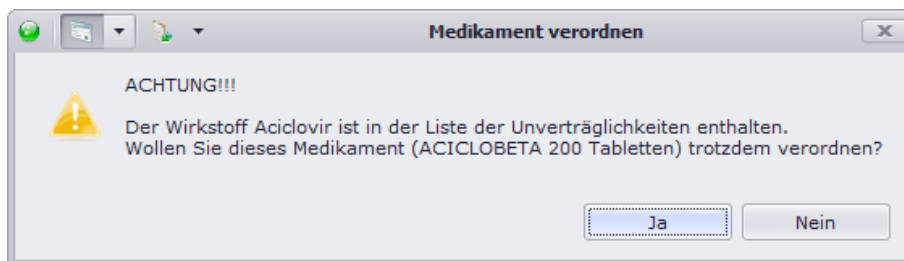 Medikament verordnen
ACHTUNG!!!
Der Wirkstoff Aciclovir ist in der Liste der Unverträglichkeiten enthalten.
Wollen Sie dieses Medikament (ACICLOBETA 200 Tabletten) trotzdem verordnen?
Ja
Nein